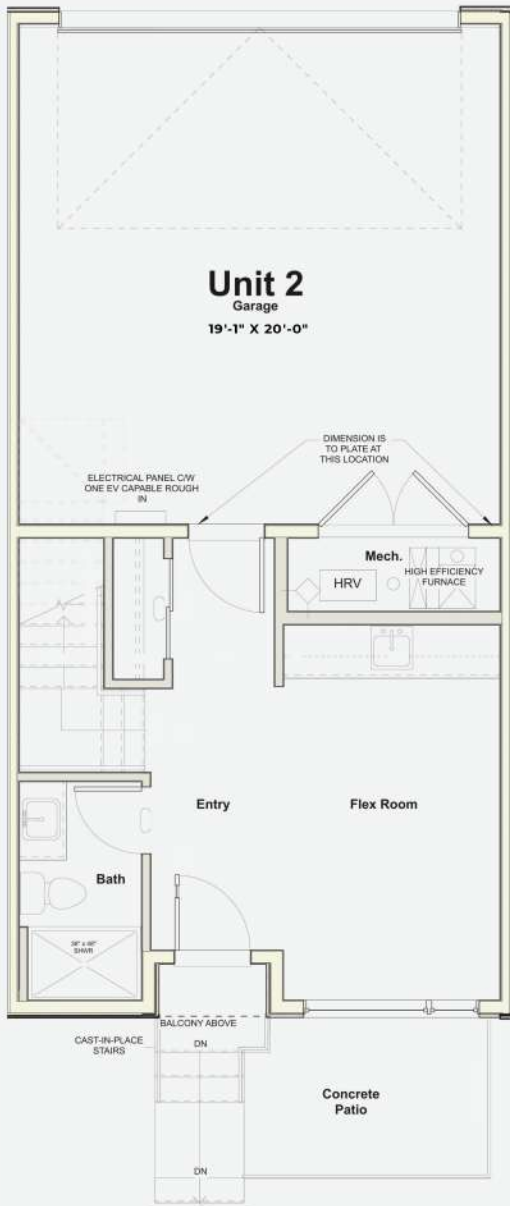 Unit 2
Garage
19'-1" X 20'-0"
DIMENSION IS
TO PLATE AT
THIS LOCATION
ELECTRICAL PANEL C/W
ONE EV CAPABLE ROUGH
IN
Mech.
HRV
HIGH EFFICIENCY
FURNACE
Entry
Flex Room
Bath
SHWR
BALCONY ABOVE
CAST-IN-PLACE
STAIRS
DN
Concrete
Patio
DN